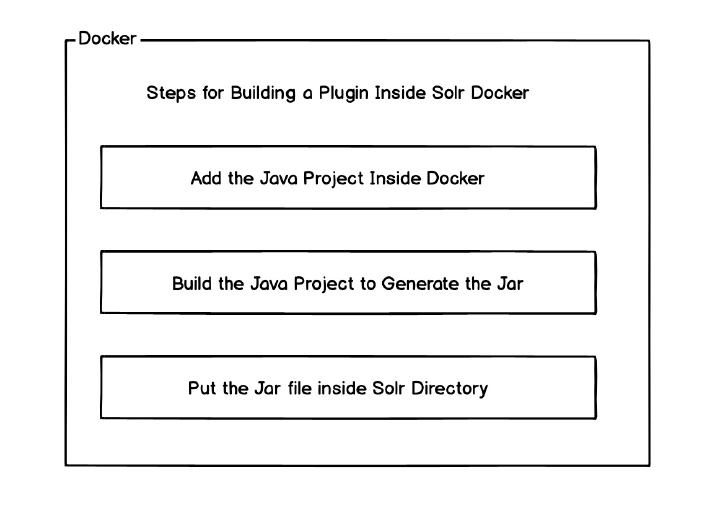 Docker
Steps for Building a Plugin Inside Solr Docker
Add the Java Project Inside Docker
Build the Java Project to Generate the Jar
Put the Jar file inside Solr Directory